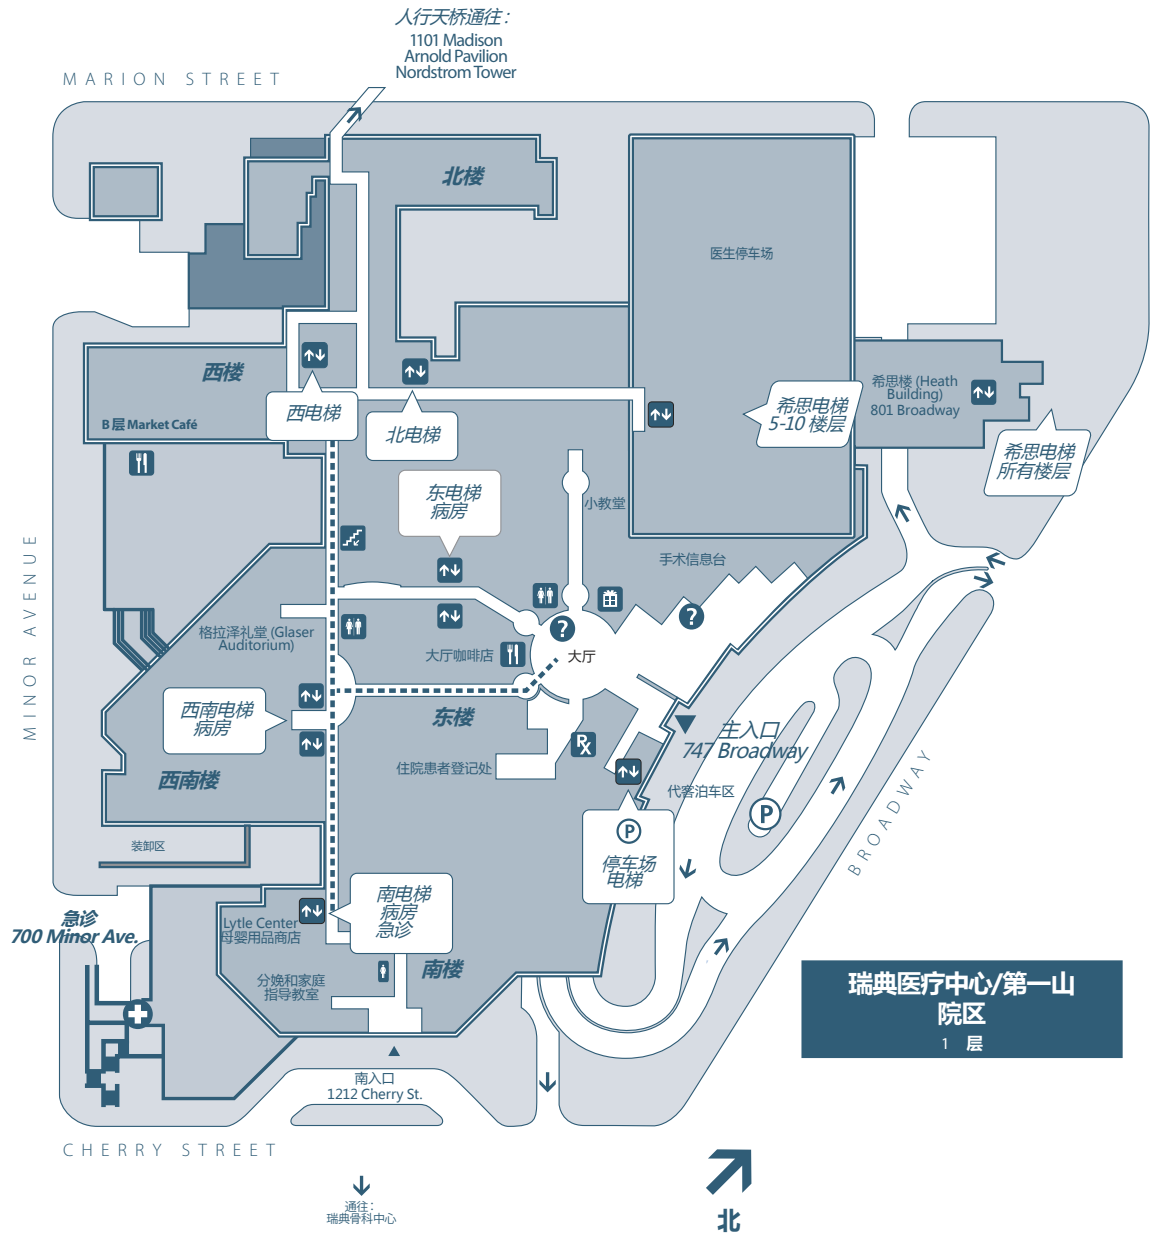 人行天桥通往：
1101 Madison
Arnold Pavilion
Nordstrom Tower
MARION STREET
北楼
医生停车场
西楼
希思楼 (Heath
Building)
801 Broadway
西电梯
希思电梯
5-10 楼层
B 层 Market Café
北电梯
希思电梯
所有楼层
东电梯
病房
小教堂
手术信息台
?
?
MINOR AVENUE
格拉泽礼堂 (Glaser
Auditorium)
大厅咖啡店
大厅
西南电梯
病房
东楼
主入口
747 Broadway
RX
住院患者登记处
西南楼
代客泊车区
P
BROADWAY
P
停车场
电梯
装卸区
急诊
700 Minor Ave.
南电梯
病房
急诊
Lytle Center
母婴用品商店
南楼
分娩和家庭
指导教室
瑞典医疗中心/第一山
院区
1 层
南入口
1212 Cherry St.
CHERRY STREET
通往：
瑞典骨科中心
北